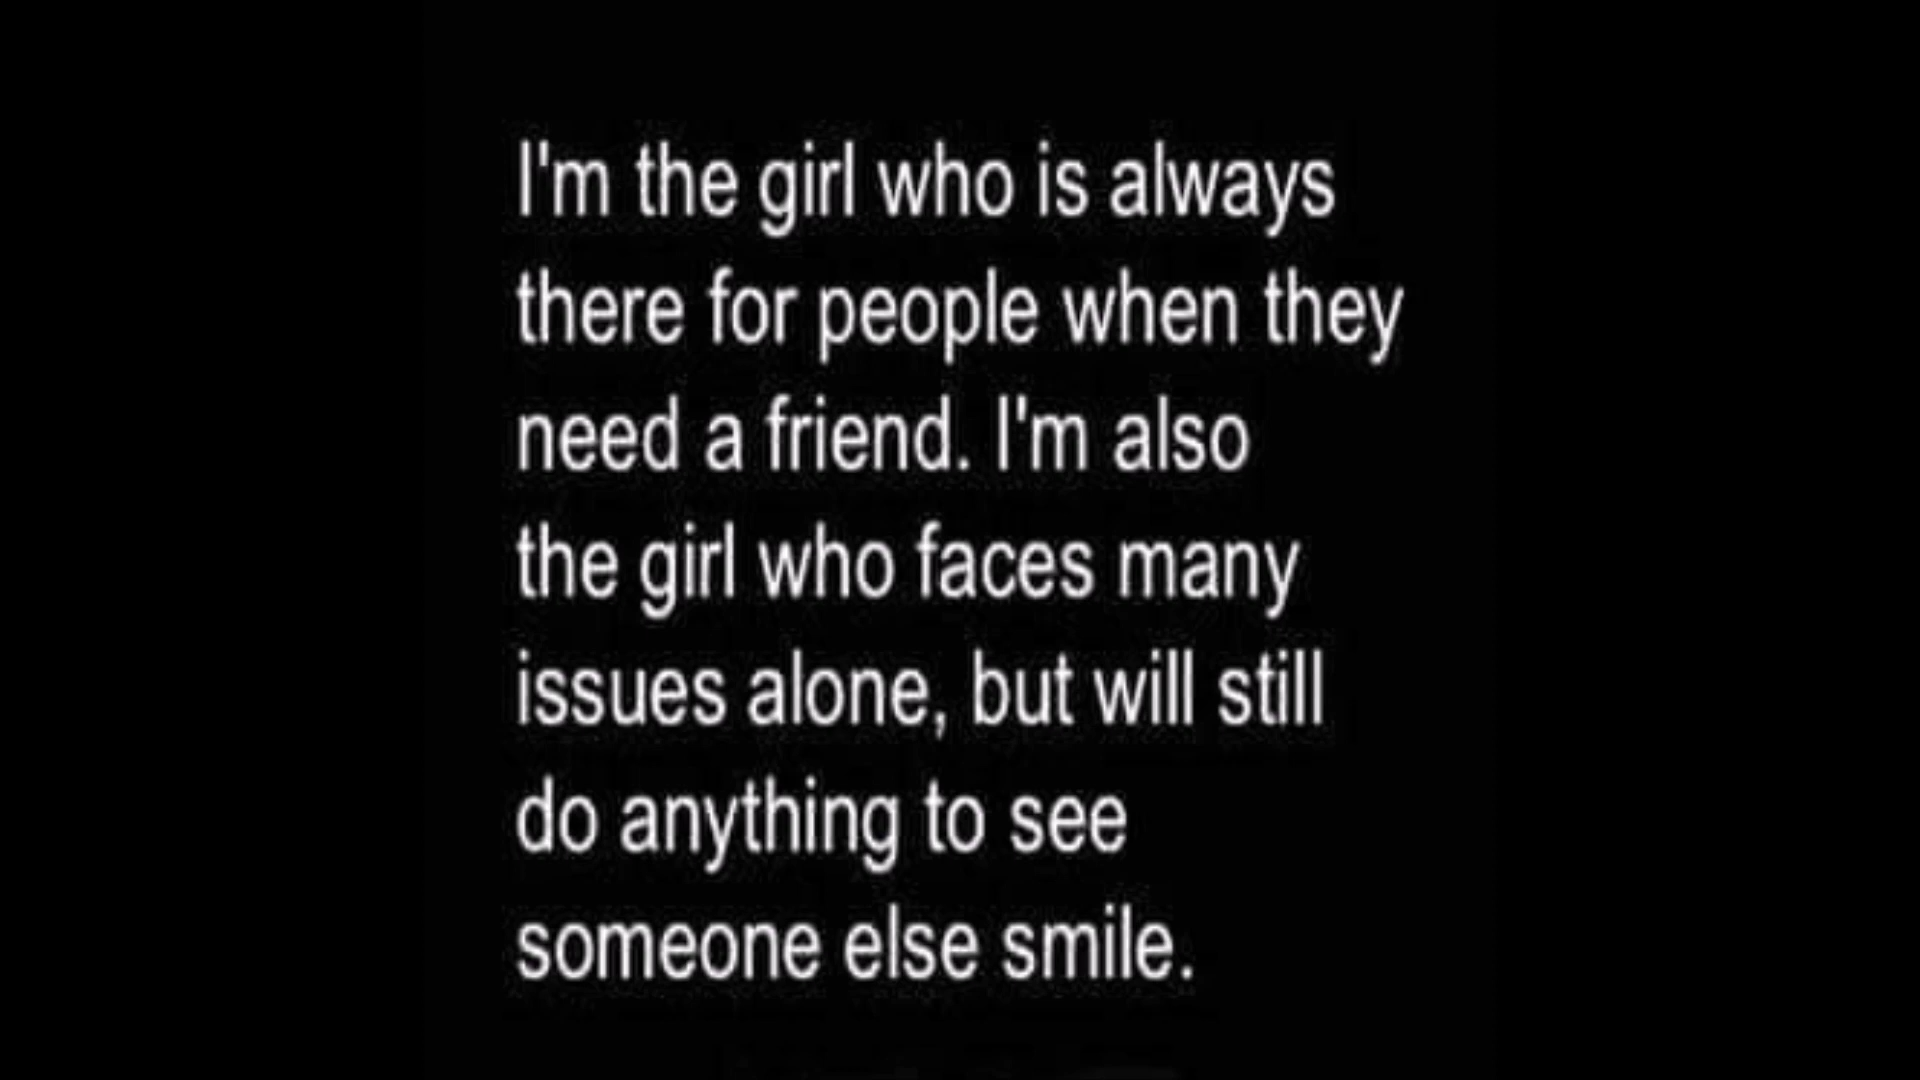 I'm the girl who is always
there for people when they
need a friend. I'm also
the girl who faces many
issues alone, but will still
do anything to see
someone else smile.